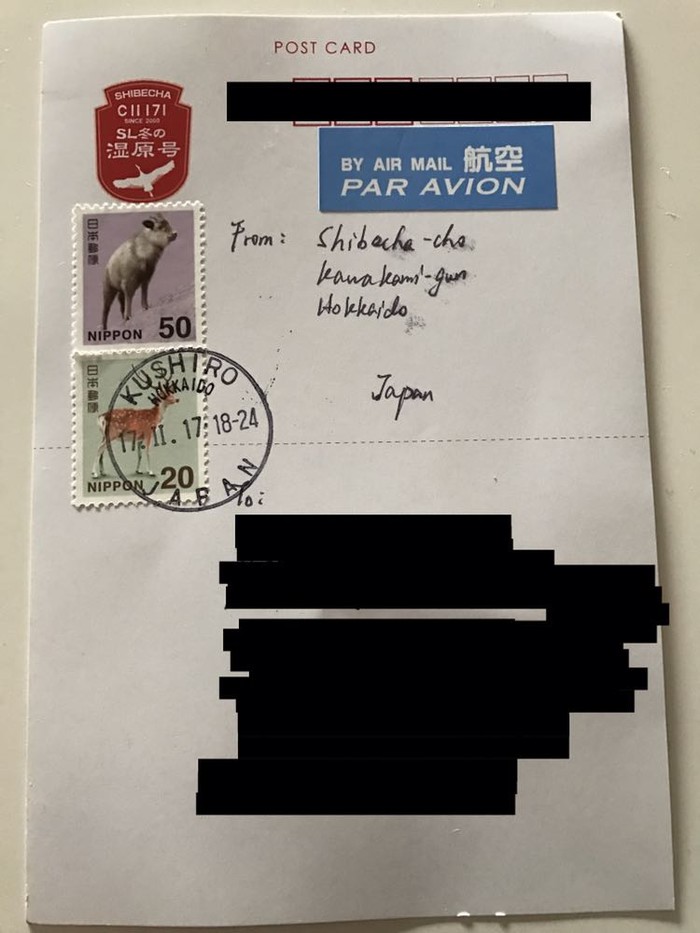 POST CARD
SHIBECHA
C11 171
SINCE 2000
SL冬の
湿原号
BY AIR MAIL 航空
PAR AVION
From: Shibecha-cho
Kawakami-gun
Hokkaido
Japan
日本郵便
NIPPON 50
日本郵便
NIPPON 20
KUSHIRO
HOKKAIDO
17.II.17 18-24
JAPAN
To: